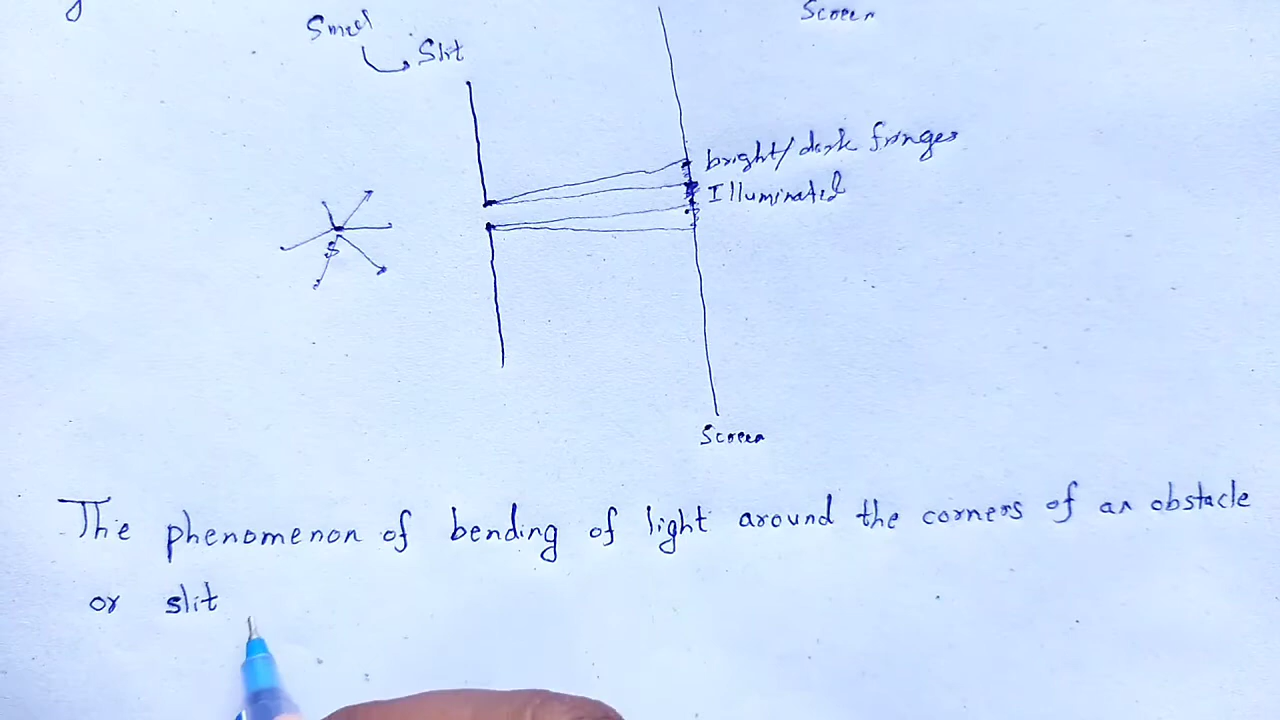 Screen
Small
Slit
bright/dark fringes
Illuminated
S
Screen
The phenomenon of bending of light around the corners of an obstacle
or slit